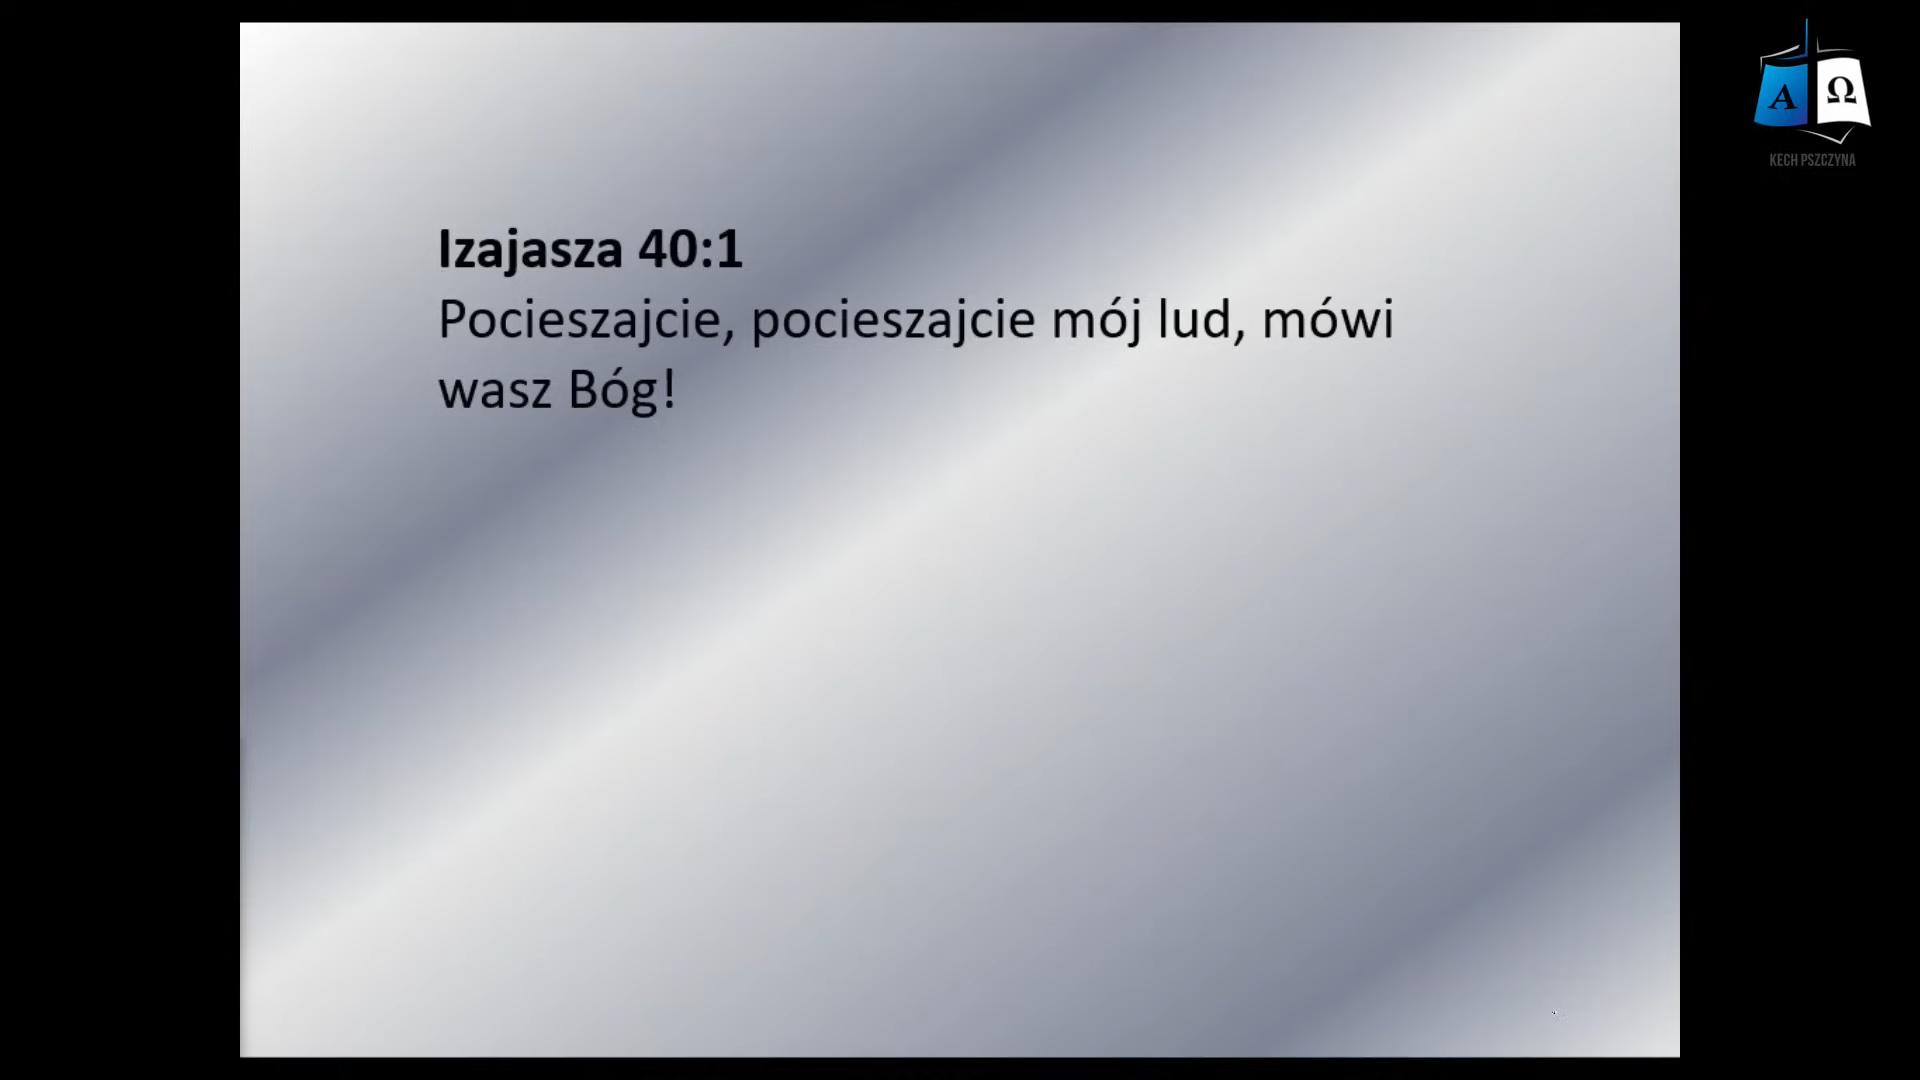 Izajasza 40:1
Pocieszajcie, pocieszajcie mój lud, mówi
wasz Bóg!
A Ω
KECH PSZCZYNA